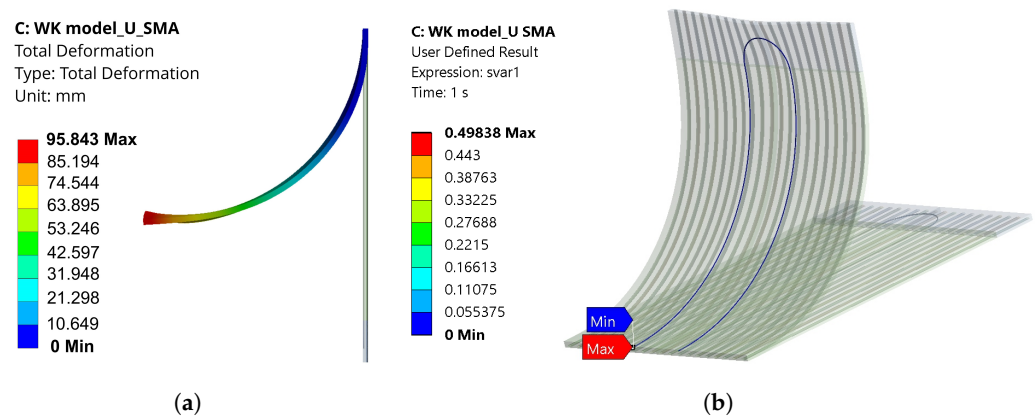 C: WK model_U_SMA
Total Deformation
Type: Total Deformation
Unit: mm
95.843 Max
85.194
74.544
63.895
53.246
42.597
31.948
21.298
10.649
0 Min
(a)
C: WK model_U SMA
User Defined Result
Expression: svar1
Time: 1 s
0.49838 Max
0.443
0.38763
0.33225
0.27688
0.2215
0.16613
0.11075
0.055375
0 Min
Min
Max
(b)